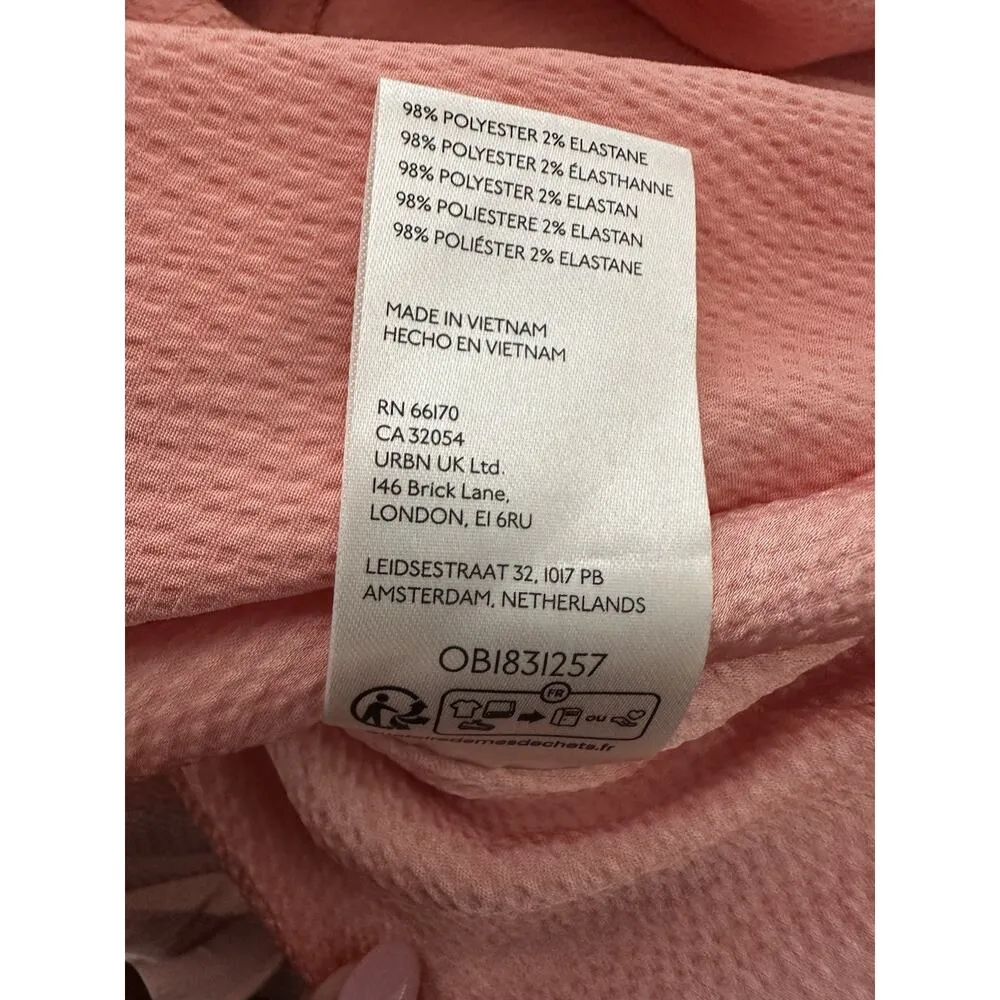 98% POLYESTER 2% ELASTANE
98% POLYESTER 2% ÉLASTHANNE
98% POLYESTER 2% ELASTAN
98% POLIESTERE 2% ELASTAN
98% POLIÉSTER 2% ELASTANE
MADE IN VIETNAM
HECHO EN VIETNAM
RN 66170
CA 32054
URBN UK Ltd.
146 Brick Lane,
LONDON, E1 6RU
LEIDSESTRAAT 32, 1017 PB
AMSTERDAM, NETHERLANDS
OB1831257
FR
ou